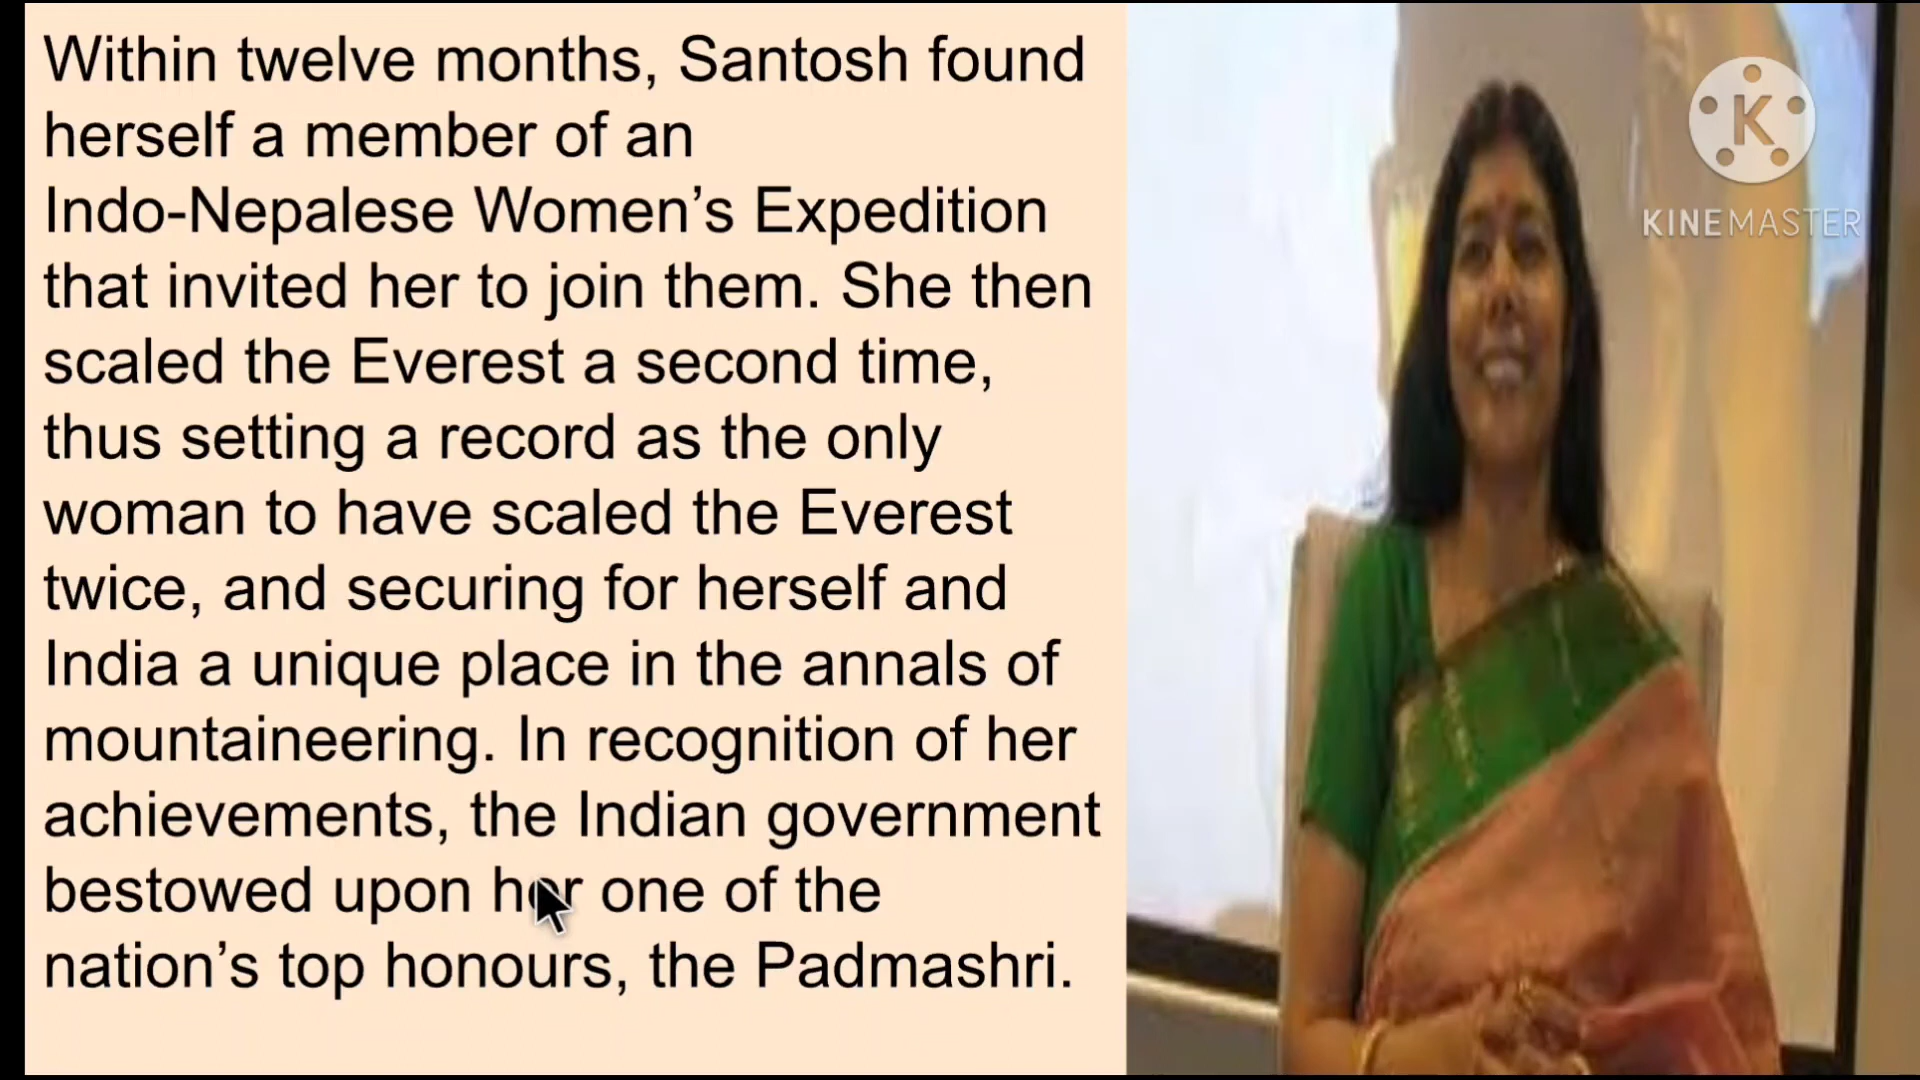 Within twelve months, Santosh found
herself a member of an
Indo-Nepalese Women’s Expedition
that invited her to join them. She then
scaled the Everest a second time,
thus setting a record as the only
woman to have scaled the Everest
twice, and securing for herself and
India a unique place in the annals of
mountaineering. In recognition of her
achievements, the Indian government
bestowed upon her one of the
nation’s top honours, the Padmashri.
K
KINEMASTER